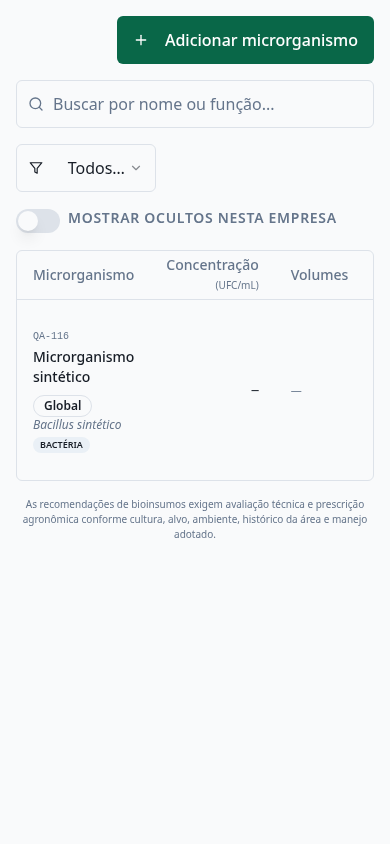 Adicionar microrganismo
Buscar por nome ou função...
Todos...
MOSTRAR OCULTOS NESTA EMPRESA
Microrganismo
Concentração
(UFC/mL)
Volumes
QA-116
Microrganismo
sintético
Global
Bacillus sintético
BACTÉRIA
–
—
As recomendações de bioinsumos exigem avaliação técnica e prescrição
agronômica conforme cultura, alvo, ambiente, histórico da área e manejo
adotado.